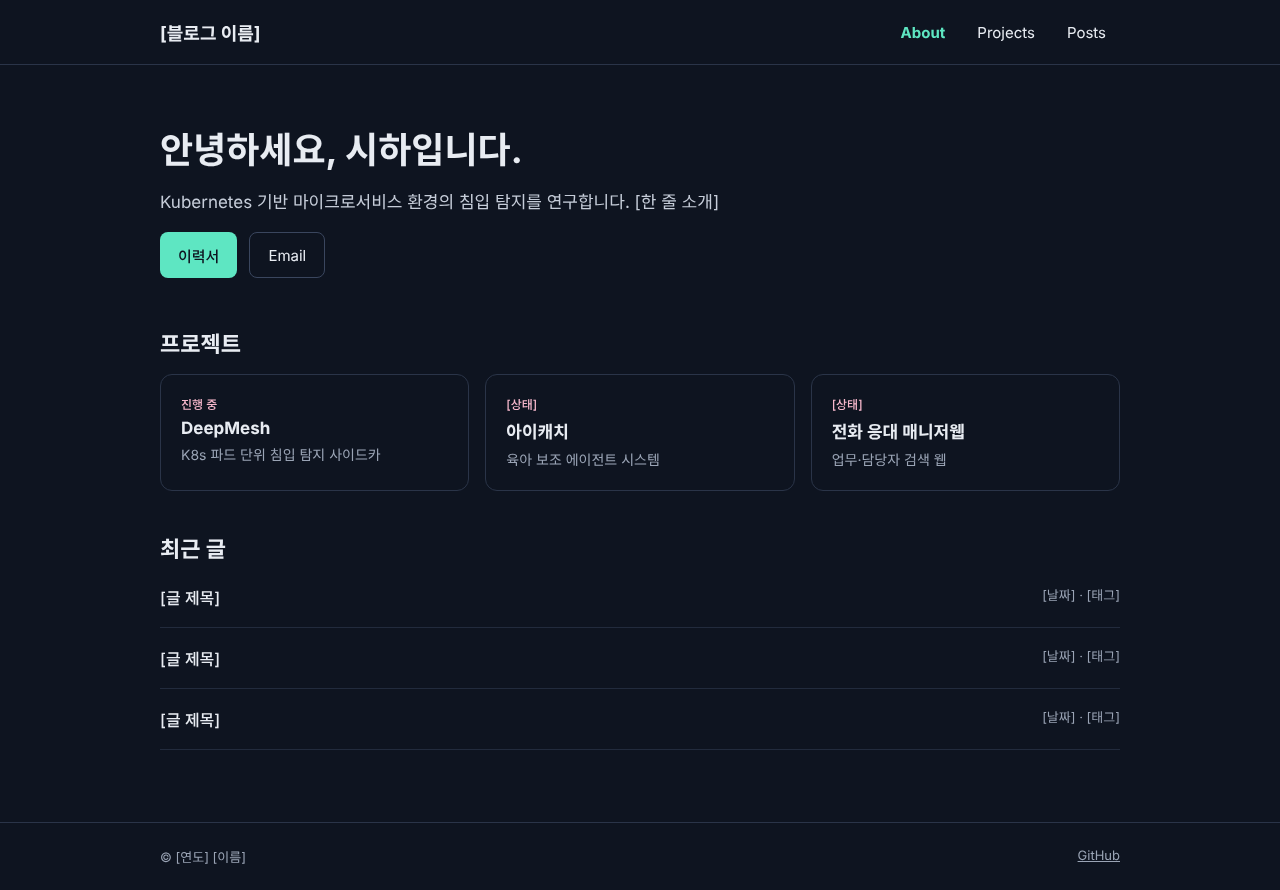 [블로그 이름]
About Projects Posts
안녕하세요, 시하입니다.
Kubernetes 기반 마이크로서비스 환경의 침입 탐지를 연구합니다. [한 줄 소개]
이력서 Email
프로젝트
진행 중
DeepMesh
K8s 파드 단위 침입 탐지 사이드카
[상태]
아이캐치
육아 보조 에이전트 시스템
[상태]
전화 응대 매니저웹
업무·담당자 검색 웹
최근 글
[글 제목] [날짜] · [태그]
[글 제목] [날짜] · [태그]
[글 제목] [날짜] · [태그]
© [연도] [이름] GitHub